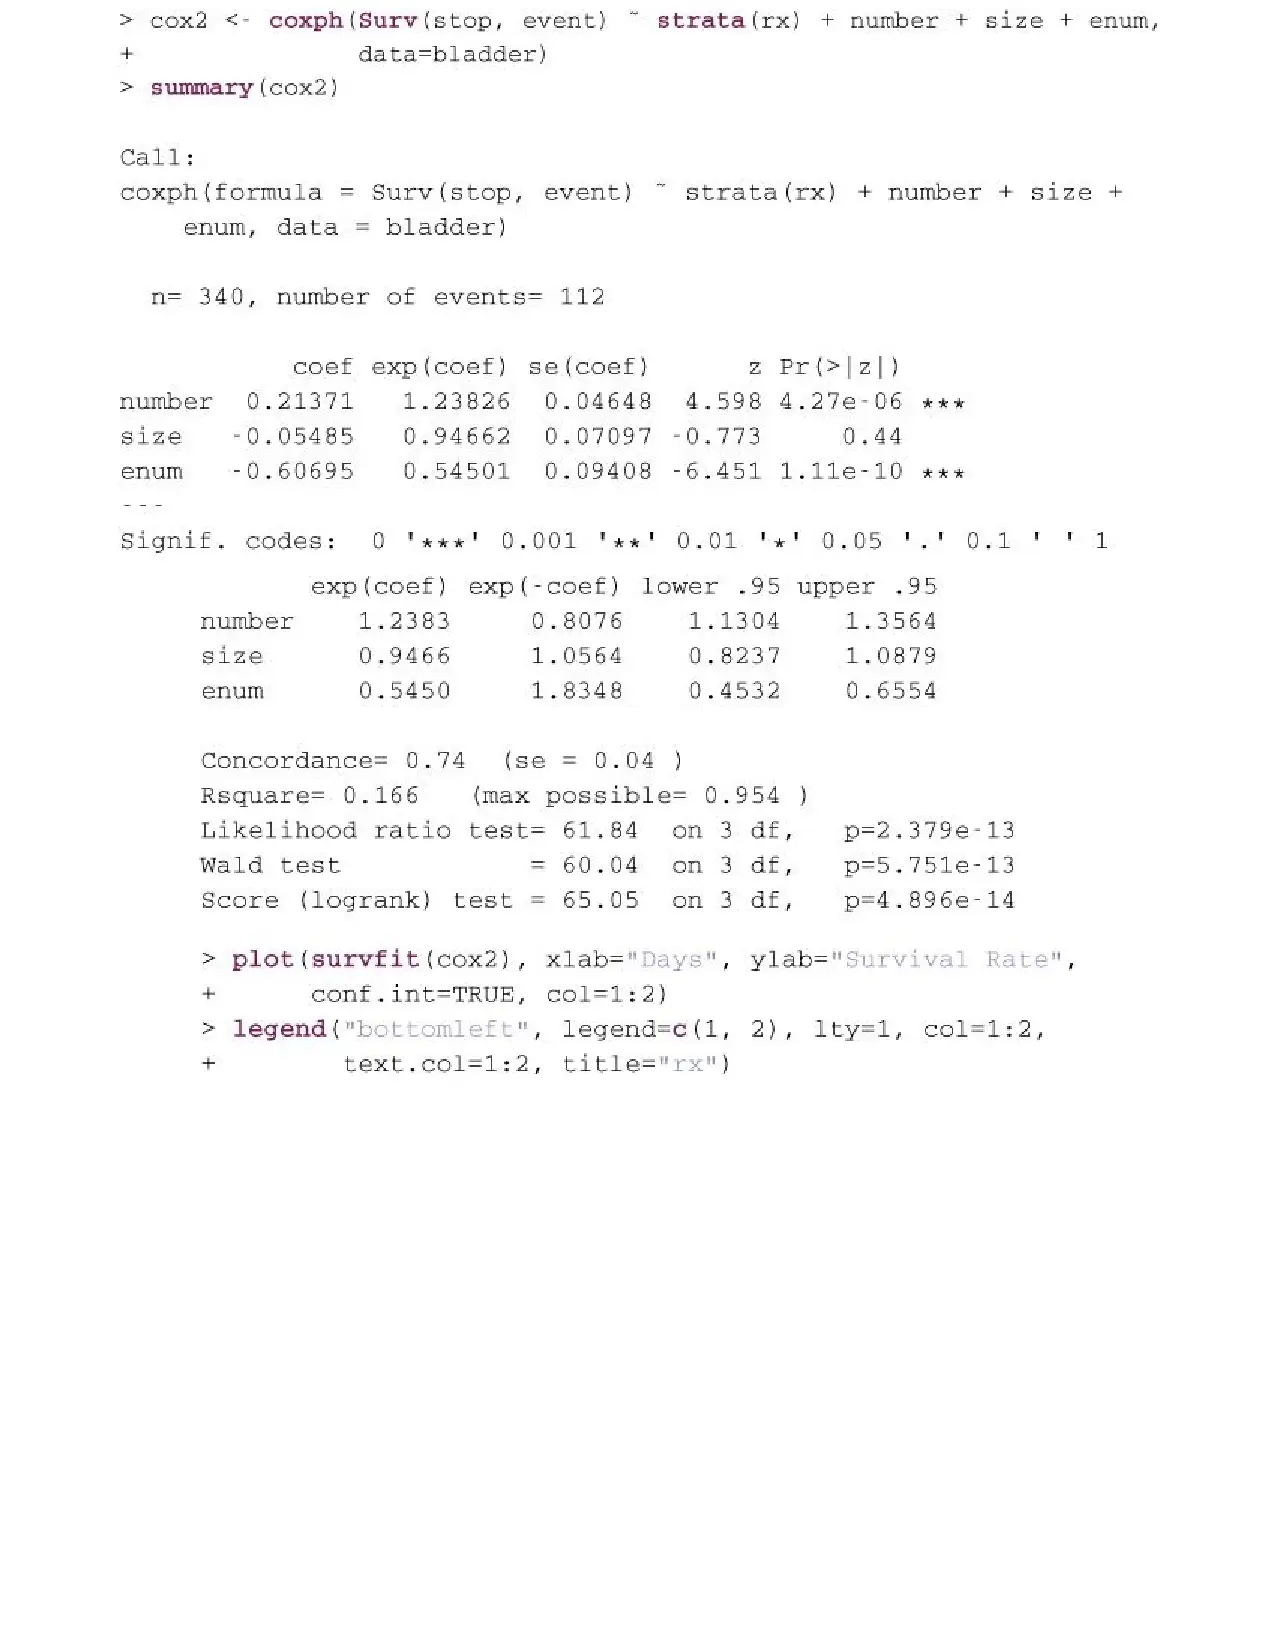 > cox2 <- coxph(Surv(stop, event) ~ strata(rx) + number + size + enum,
+               data=bladder)
> summary(cox2)
Call:
coxph(formula = Surv(stop, event) ~ strata(rx) + number + size +
    enum, data = bladder)
  n= 340, number of events= 112
           coef exp(coef) se(coef)      z Pr(>|z|)
number  0.21371   1.23826  0.04648  4.598 4.27e-06 ***
size   -0.05485   0.94662  0.07097 -0.773     0.44
enum   -0.60695   0.54501  0.09408 -6.451 1.11e-10 ***
---
Signif. codes:  0 '***' 0.001 '**' 0.01 '*' 0.05 '.' 0.1 ' ' 1
       exp(coef) exp(-coef) lower .95 upper .95
number    1.2383     0.8076    1.1304    1.3564
size      0.9466     1.0564    0.8237    1.0879
enum      0.5450     1.8348    0.4532    0.6554
Concordance= 0.74  (se = 0.04 )
Rsquare= 0.166   (max possible= 0.954 )
Likelihood ratio test= 61.84  on 3 df,   p=2.379e-13
Wald test            = 60.04  on 3 df,   p=5.751e-13
Score (logrank) test = 65.05  on 3 df,   p=4.896e-14
> plot(survfit(cox2), xlab="Days", ylab="Survival Rate",
+      conf.int=TRUE, col=1:2)
> legend("bottomleft", legend=c(1, 2), lty=1, col=1:2,
+        text.col=1:2, title="rx")